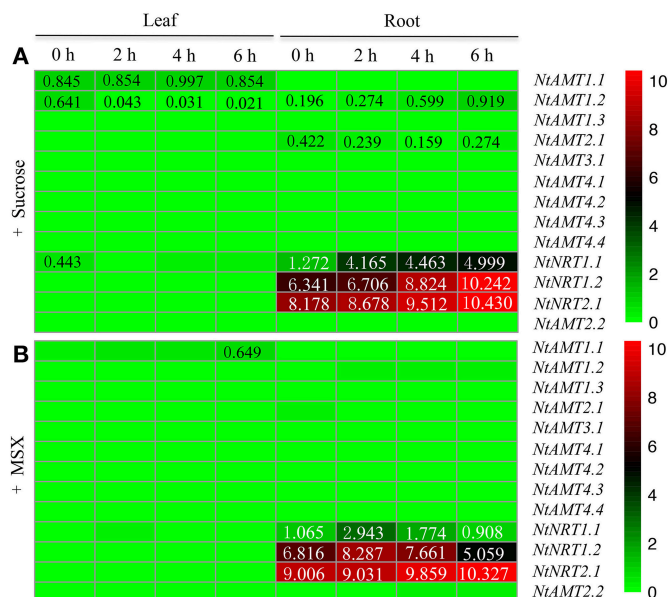 Leaf Root
0 h 2 h 4 h 6 h 0 h 2 h 4 h 6 h
A
+ Sucrose
0.845 0.854 0.997 0.854 NtAMT1.1
0.641 0.043 0.031 0.021 0.196 0.274 0.599 0.919 NtAMT1.2
NtAMT1.3
0.422 0.239 0.159 0.274 NtAMT2.1
NtAMT3.1
NtAMT4.1
NtAMT4.2
NtAMT4.3
NtAMT4.4
0.443 1.272 4.165 4.463 4.999 NtNRT1.1
6.341 6.706 8.824 10.242 NtNRT1.2
8.178 8.678 9.512 10.430 NtNRT2.1
NtAMT2.2
10
8
6
4
2
0
B
+ MSX
0.649 NtAMT1.1
NtAMT1.2
NtAMT1.3
NtAMT2.1
NtAMT3.1
NtAMT4.1
NtAMT4.2
NtAMT4.3
NtAMT4.4
1.065 2.943 1.774 0.908 NtNRT1.1
6.816 8.287 7.661 5.059 NtNRT1.2
9.006 9.031 9.859 10.327 NtNRT2.1
NtAMT2.2
10
8
6
4
2
0